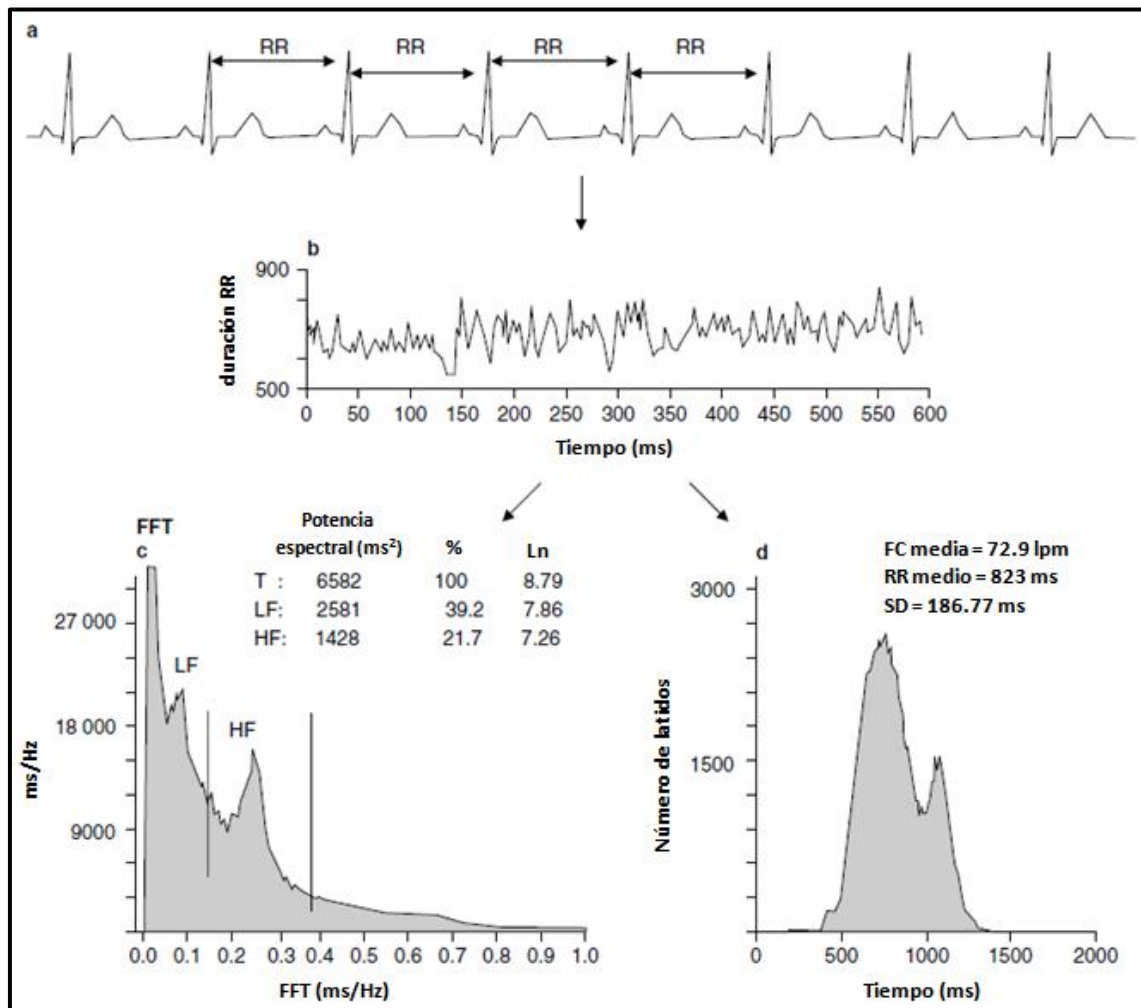 a
RR RR RR RR
b
900
500
duración RR
0 50 100 150 200 250 300 350 400 450 500 550 600
Tiempo (ms)
FFT
c
Potencia
espectral (ms²) % Ln
T : 6582 100 8.79
LF: 2581 39.2 7.86
HF: 1428 21.7 7.26
27 000
18 000
9000
ms/Hz
LF
HF
0.0 0.1 0.2 0.3 0.4 0.5 0.6 0.7 0.8 0.9 1.0
FFT (ms/Hz)
d
FC media = 72.9 lpm
RR medio = 823 ms
SD = 186.77 ms
3000
1500
Número de latidos
0 500 1000 1500 2000
Tiempo (ms)